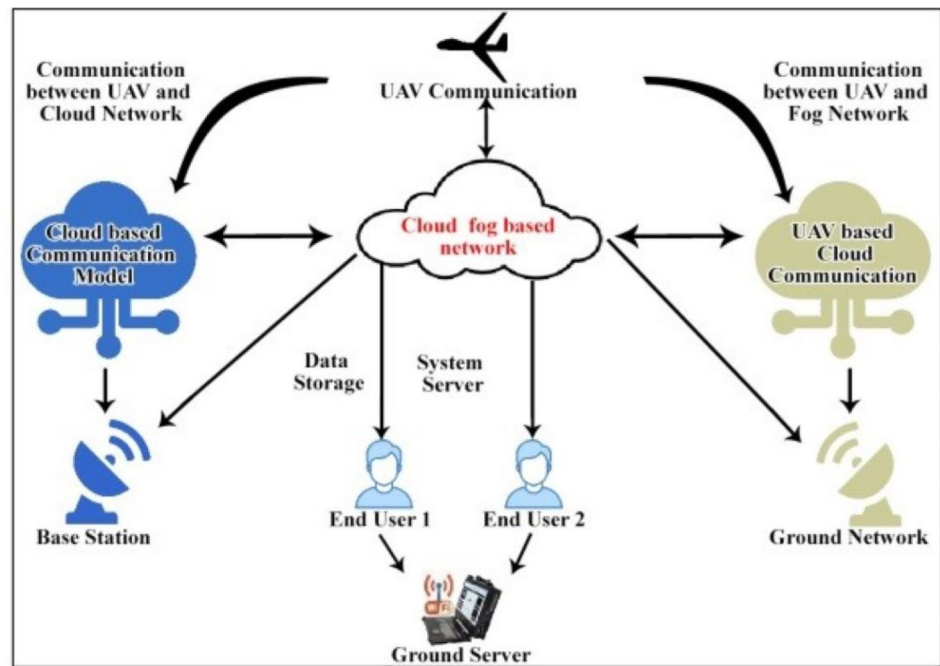 Communication
between UAV and
Cloud Network
UAV Communication
Communication
between UAV and
Fog Network
Cloud based
Communication
Model
Cloud fog based
network
UAV based
Cloud
Communication
Data
Storage
System
Server
Base Station
End User 1
End User 2
Ground Network
WiFi
Ground Server